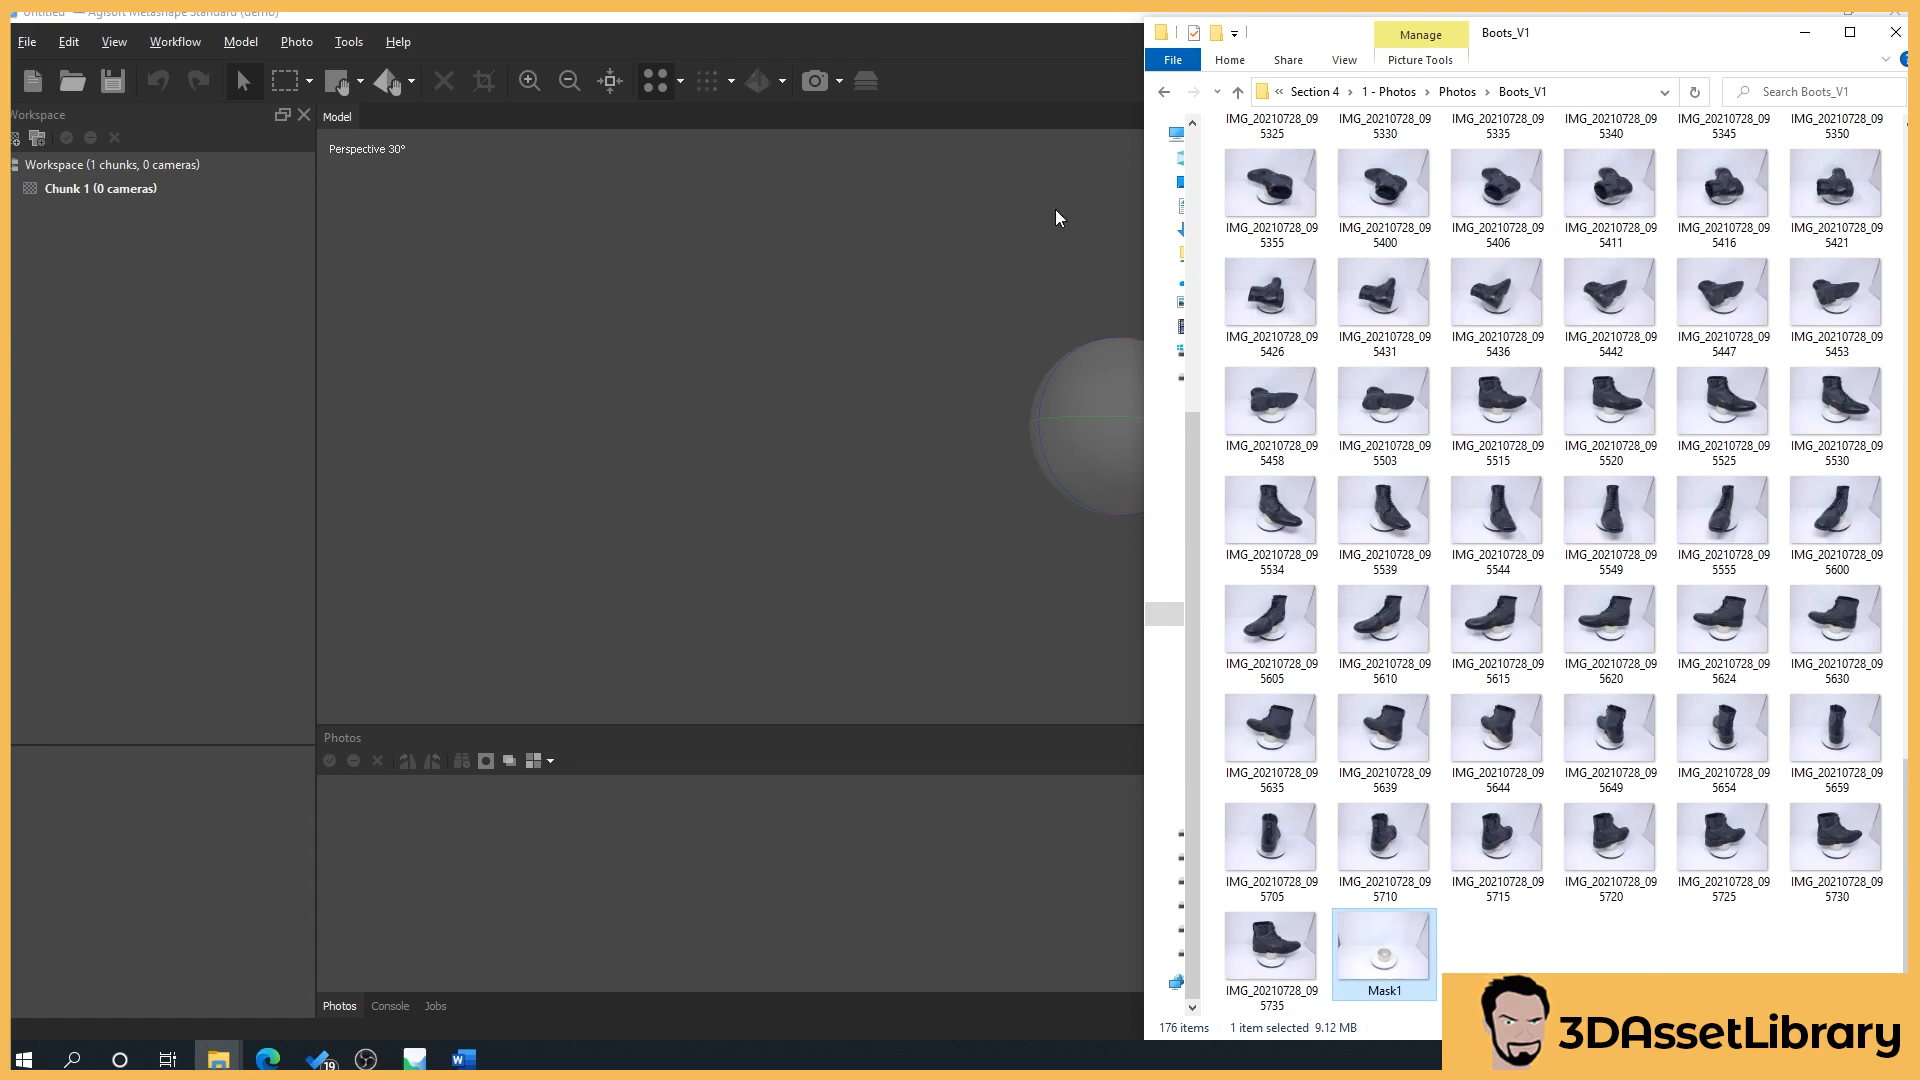 Untitled — Agisoft Metashape Standard (demo)
File Edit View Workflow Model Photo Tools Help
Workspace
Workspace (1 chunks, 0 cameras)
Chunk 1 (0 cameras)
Model
Perspective 30°
Photos
Photos Console Jobs
19
W
Manage Boots_V1
File Home Share View Picture Tools
« Section 4 › 1 - Photos › Photos › Boots_V1
Search Boots_V1
IMG_20210728_09 IMG_20210728_09 IMG_20210728_09 IMG_20210728_09 IMG_20210728_09 IMG_20210728_09
5325 5330 5335 5340 5345 5350
IMG_20210728_09 IMG_20210728_09 IMG_20210728_09 IMG_20210728_09 IMG_20210728_09 IMG_20210728_09
5355 5400 5406 5411 5416 5421
IMG_20210728_09 IMG_20210728_09 IMG_20210728_09 IMG_20210728_09 IMG_20210728_09 IMG_20210728_09
5426 5431 5436 5442 5447 5453
IMG_20210728_09 IMG_20210728_09 IMG_20210728_09 IMG_20210728_09 IMG_20210728_09 IMG_20210728_09
5458 5503 5515 5520 5525 5530
IMG_20210728_09 IMG_20210728_09 IMG_20210728_09 IMG_20210728_09 IMG_20210728_09 IMG_20210728_09
5534 5539 5544 5549 5555 5600
IMG_20210728_09 IMG_20210728_09 IMG_20210728_09 IMG_20210728_09 IMG_20210728_09 IMG_20210728_09
5605 5610 5615 5620 5624 5630
IMG_20210728_09 IMG_20210728_09 IMG_20210728_09 IMG_20210728_09 IMG_20210728_09 IMG_20210728_09
5635 5639 5644 5649 5654 5659
IMG_20210728_09 IMG_20210728_09 IMG_20210728_09 IMG_20210728_09 IMG_20210728_09 IMG_20210728_09
5705 5710 5715 5720 5725 5730
IMG_20210728_09 Mask1
5735
176 items 1 item selected 9.12 MB
3DAssetLibrary